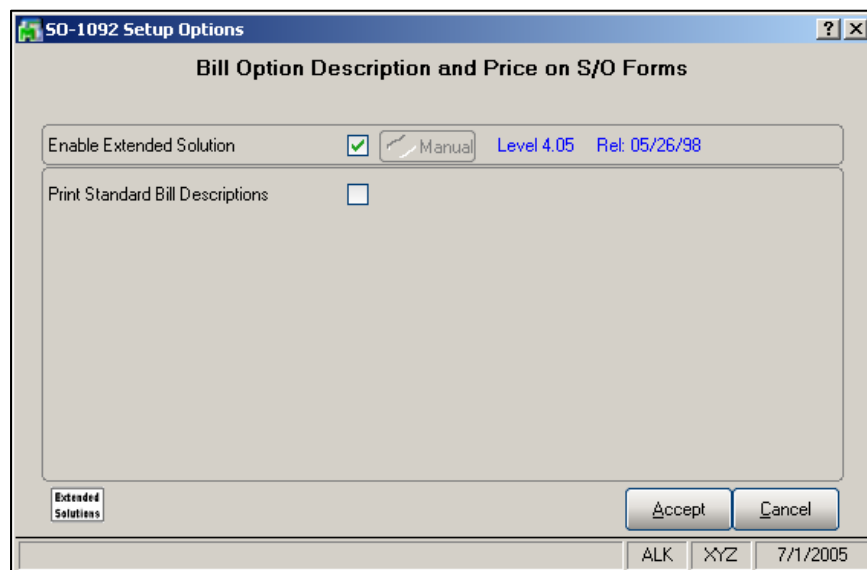 SO-1092 Setup Options
Bill Option Description and Price on S/O Forms
Enable Extended Solution Manual Level 4.05 Rel: 05/26/98
Print Standard Bill Descriptions
Extended
Solutions
Accept Cancel
ALK XYZ 7/1/2005